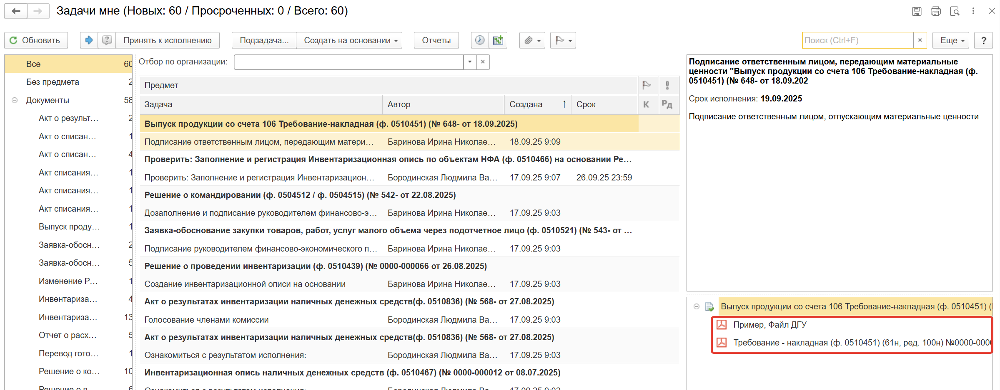 Задачи мне (Новых: 60 / Просроченных: 0 / Всего: 60)
Обновить
Принять к исполнению
Подзадача...
Создать на основании
Отчеты
Поиск (Ctrl+F)
×
Еще
?
Все 60
Без предмета 2
Документы 58
Акт о результ… 2
Акт о списан… 1
Акт о списан… 4
Акт списания… 1
Акт списания… 1
Акт списания… 1
Выпуск проду… 1
Заявка-обосн… 2
Заявка-обосн… 5
Изменение Р… 1
Инвентариза… 4
Инвентариза… 13
Отчет о расх… 5
Перевод гото… 1
Решение о ко… 10
Решение о п… 6
Отбор по организации:
×
Предмет
Задача Автор Создана ↑ Срок К Рд
Выпуск продукции со счета 106 Требование-накладная (ф. 0510451) (№ 648- от 18.09.2025)
Подписание ответственным лицом, передающим матери… Баринова Ирина Николае… 18.09.25 9:09
Проверить: Заполнение и регистрация Инвентаризационная опись по объектам НФА (ф. 0510466) на основании Ре…
Проверить: Заполнение и регистрация Инвентаризацион… Бородинская Людмила Ва… 17.09.25 9:07 26.09.25 23:59
Решение о командировании (ф. 0504512 / ф. 0504515) (№ 542- от 22.08.2025)
Дозаполнение и подписание руководителем финансово-э… Баринова Ирина Николае… 17.09.25 9:03
Заявка-обоснование закупки товаров, работ, услуг малого объема через подотчетное лицо (ф. 0510521) (№ 543- от …
Подписание руководителем финансово-экономического п… Баринова Ирина Николае… 17.09.25 9:03
Решение о проведении инвентаризации (ф. 0510439) (№ 0000-000066 от 26.08.2025)
Создание инвентаризационной описи на основании Баринова Ирина Николае… 17.09.25 9:03
Акт о результатах инвентаризации наличных денежных средств(ф. 0510836) (№ 568- от 27.08.2025)
Голосование членами комиссии Бородинская Людмила Ва… 17.09.25 9:03
Акт о результатах инвентаризации наличных денежных средств(ф. 0510836) (№ 568- от 27.08.2025)
Ознакомиться с результатом исполнения: Бородинская Людмила Ва… 17.09.25 9:03
Инвентаризационная опись наличных денежных средств (ф. 0510467) (№ 0000-000012 от 08.07.2025)
Ознакомиться с результатом исполнения: Бородинская Людмила Ва… 17.09.25 9:02
Подписание ответственным лицом, передающим материальные
ценности "Выпуск продукции со счета 106 Требование-накладная (ф.
0510451) (№ 648- от 18.09.202
Срок исполнения: 19.09.2025
Подписание ответственным лицом, отпускающим материальные ценности
Выпуск продукции со счета 106 Требование-накладная (ф. 0510451) (
Пример, Файл ДГУ
Требование - накладная (ф. 0510451) (61н, ред. 100н) №0000-000